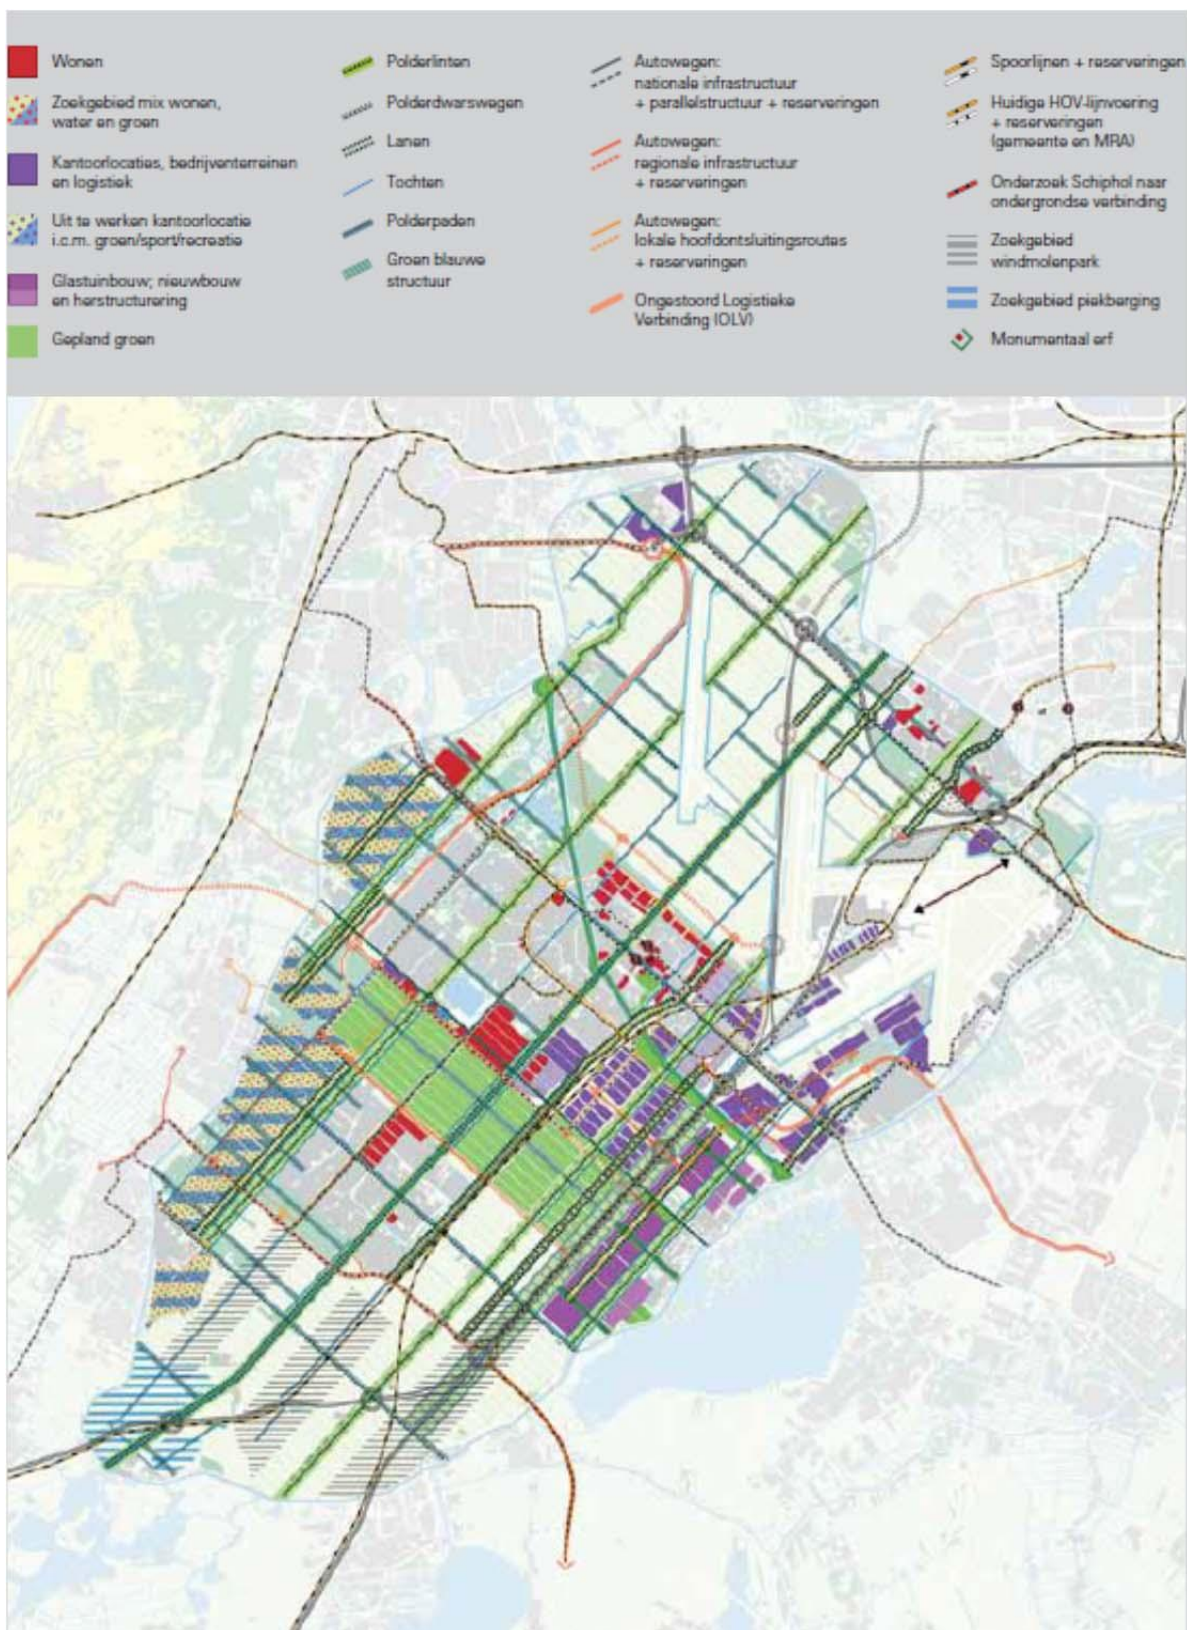 Wonen
Zoekgebied mix wonen,
water en groen
Kantoorlocaties, bedrijventerreinen
en logistiek
Uit te werken kantoorlocatie
i.c.m. groen/sport/recreatie
Glastuinbouw; nieuwbouw
en herstructurering
Gepland groen
Polderlinten
Polderdwarswegen
Lanen
Tochten
Polderpaden
Groen blauwe
structuur
Autowegen:
nationale infrastructuur
+ parallelstructuur + reserveringen
Autowegen:
regionale infrastructuur
+ reserveringen
Autowegen:
lokale hoofdontsluitingsroutes
+ reserveringen
Ongestoord Logistieke
Verbinding (OLV)
Spoorlijnen + reserveringen
Huidige HOV-lijnvoering
+ reserveringen
(gemeente en MRA)
Onderzoek Schiphol naar
ondergrondse verbinding
Zoekgebied
windmolenpark
Zoekgebied piekberging
Monumentaal erf